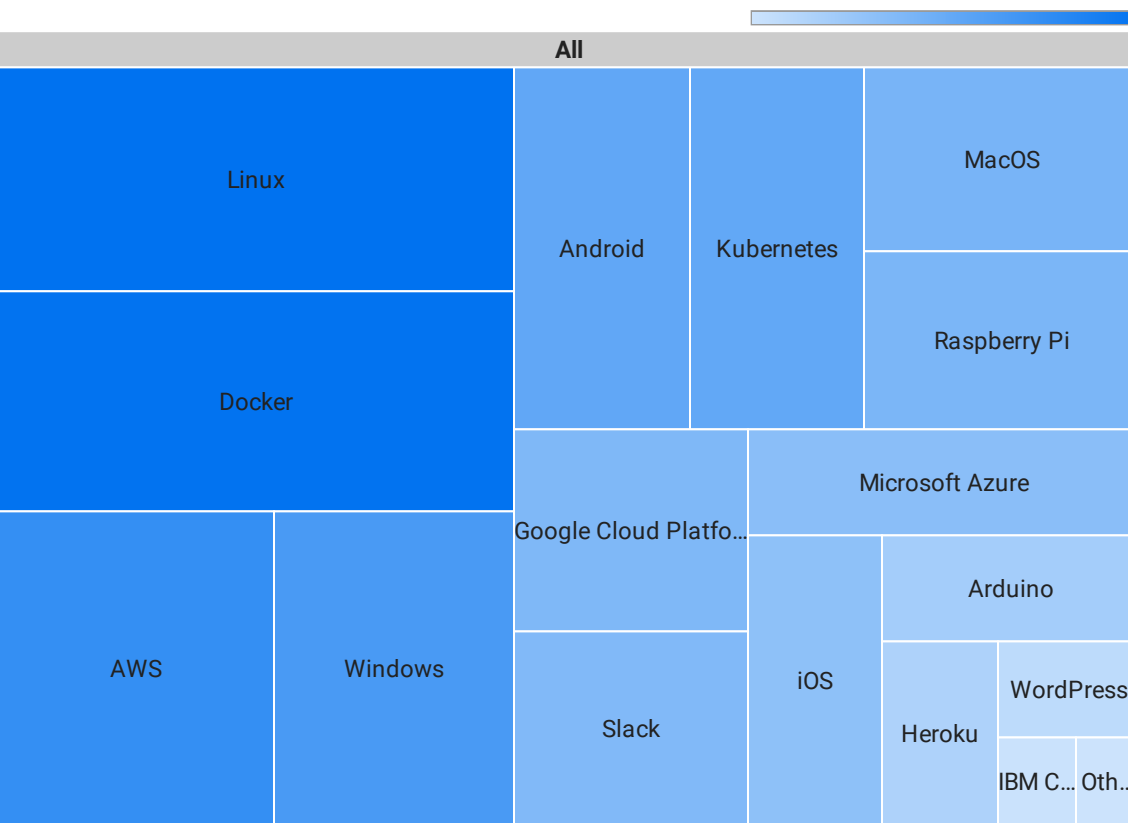 All
Linux
Docker
AWS
Windows
Android
Kubernetes
MacOS
Raspberry Pi
Google Cloud Platfo...
Slack
Microsoft Azure
iOS
Arduino
Heroku
WordPress
IBM C...
Oth...